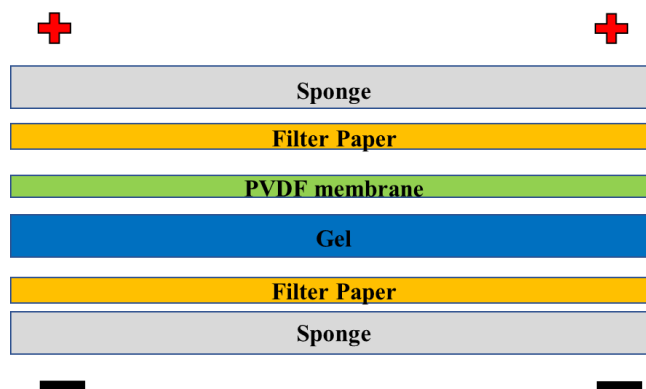 Sponge
Filter Paper
PVDF membrane
Gel
Filter Paper
Sponge